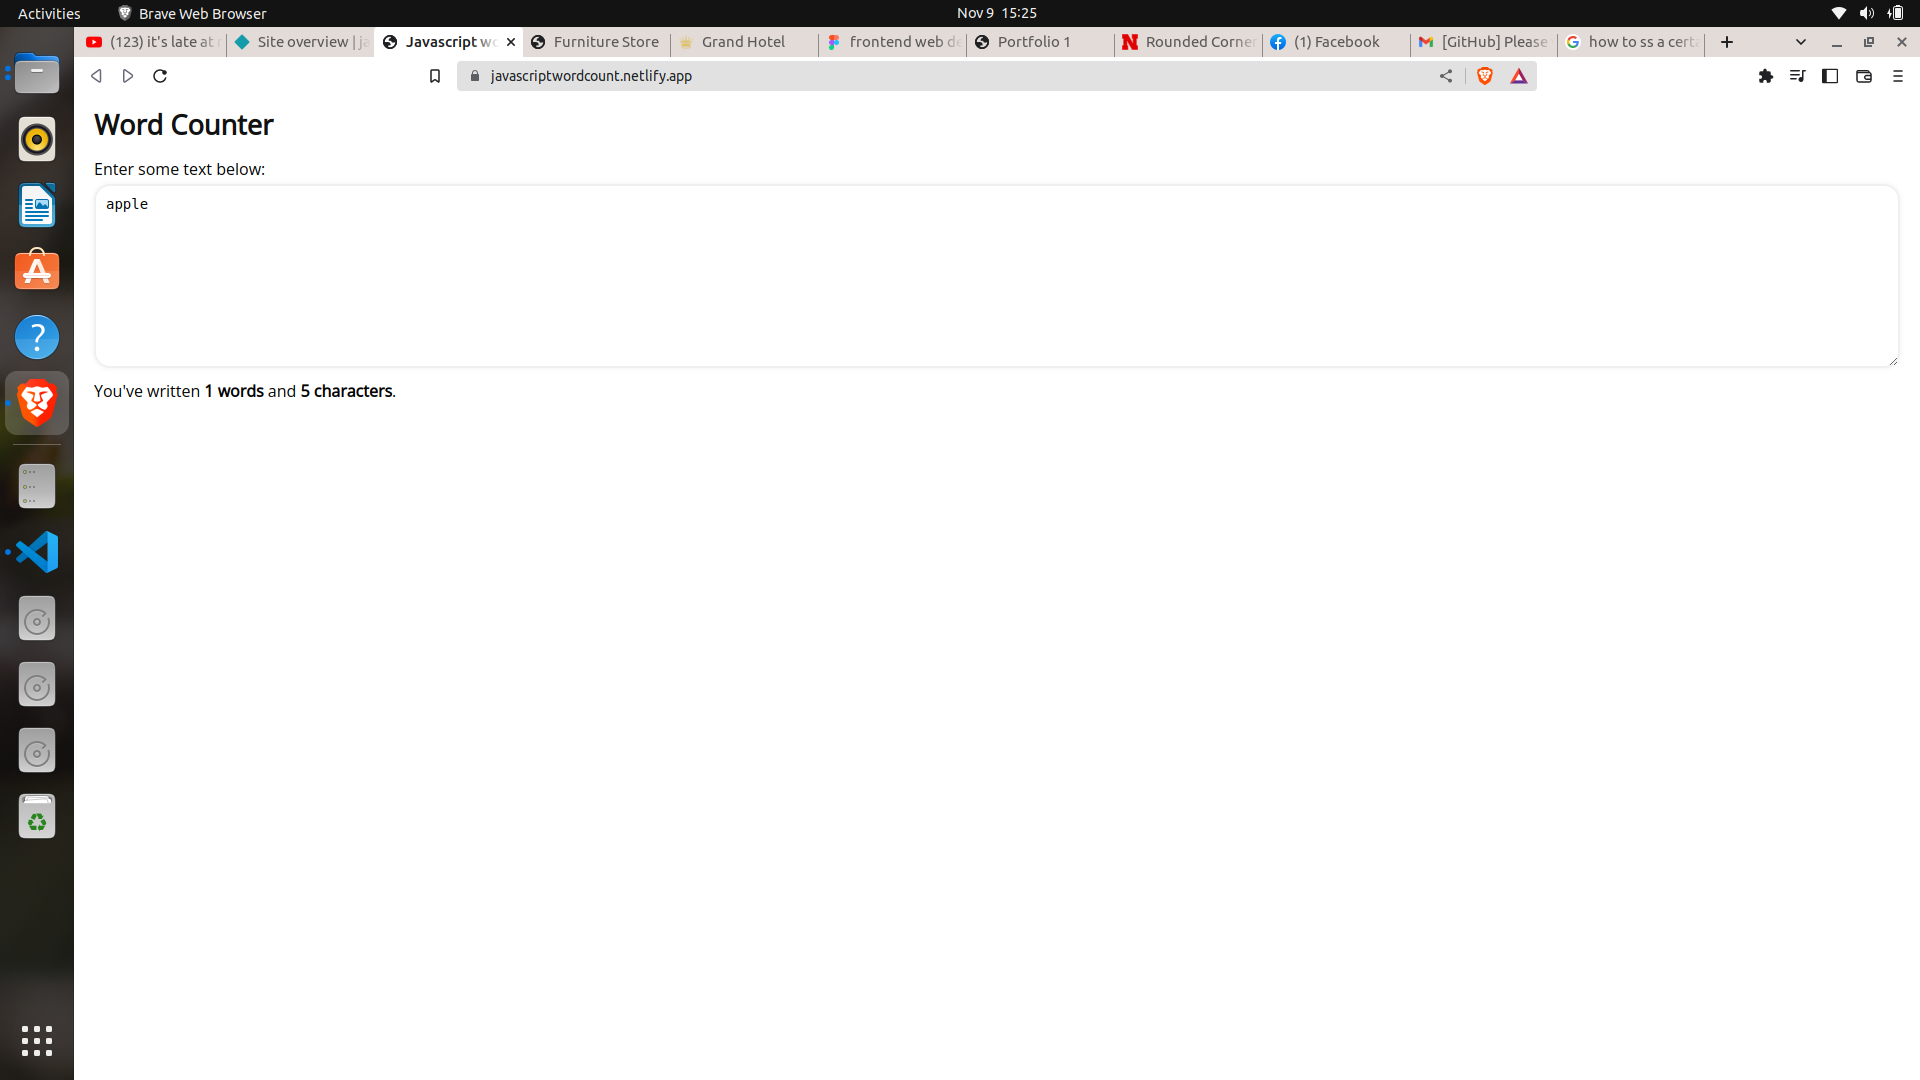 Activities
Brave Web Browser
Nov 9 15:25
(123) it's late at
Site overview | ja
Javascript wo
Furniture Store
Grand Hotel
frontend web de
Portfolio 1
Rounded Corner
(1) Facebook
[GitHub] Please
how to ss a certa
javascriptwordcount.netlify.app
Word Counter
Enter some text below:
apple
You've written 1 words and 5 characters.